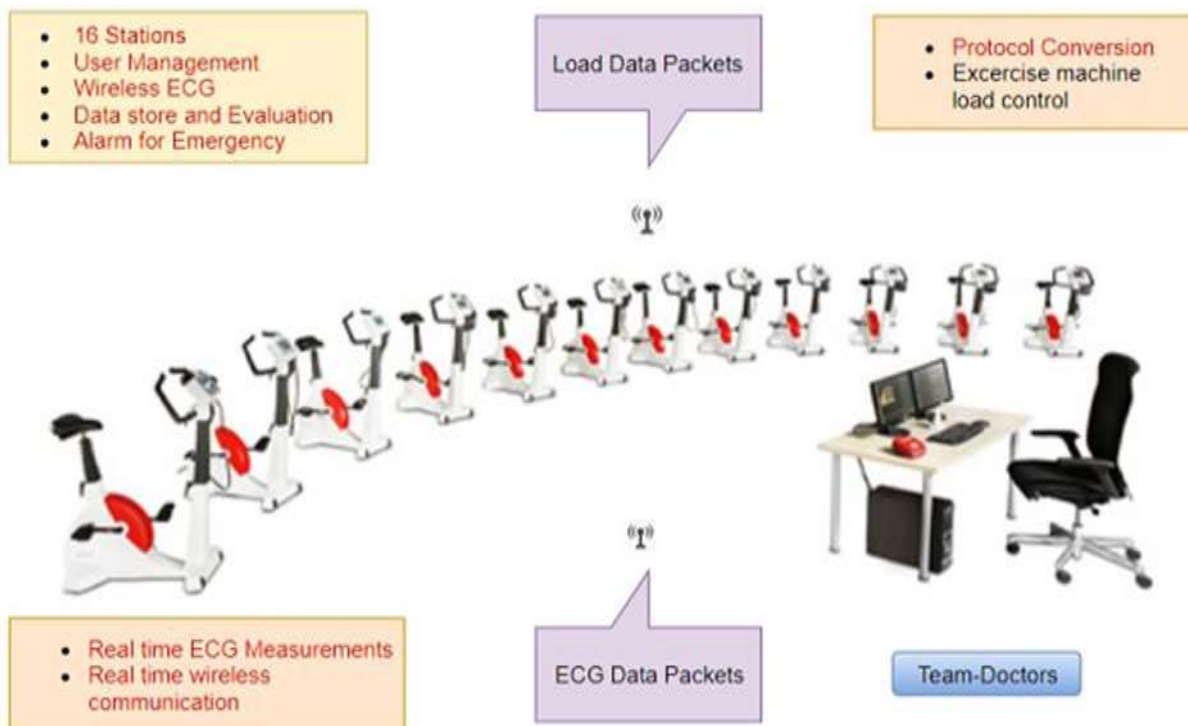 • 16 Stations
• User Management
• Wireless ECG
• Data store and Evaluation
• Alarm for Emergency
Load Data Packets
• Protocol Conversion
• Excercise machine
load control
• Real time ECG Measurements
• Real time wireless
communication
ECG Data Packets
Team-Doctors